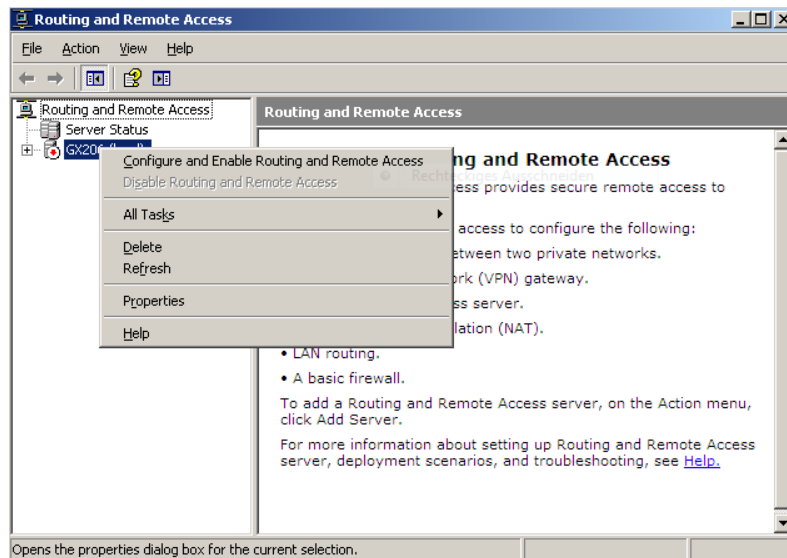 Routing and Remote Access
File Action View Help
Routing and Remote Access
Server Status
GX206
Configure and Enable Routing and Remote Access
Disable Routing and Remote Access
All Tasks
Delete
Refresh
Properties
Help
Routing and Remote Access
ng and Remote Access
Rechteckiges Ausschneiden
cess provides secure remote access to
access to configure the following:
etween two private networks.
ork (VPN) gateway.
ss server.
lation (NAT).
• LAN routing.
• A basic firewall.
To add a Routing and Remote Access server, on the Action menu,
click Add Server.
For more information about setting up Routing and Remote Access
server, deployment scenarios, and troubleshooting, see Help.
Opens the properties dialog box for the current selection.